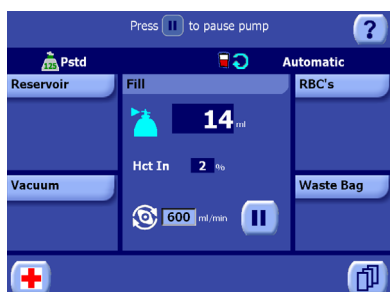 Press to pause pump
?
125 Pstd
Automatic
Reservoir
Fill
RBC's
14 ml
Hct In 2 %
Vacuum
Waste Bag
600 ml/min